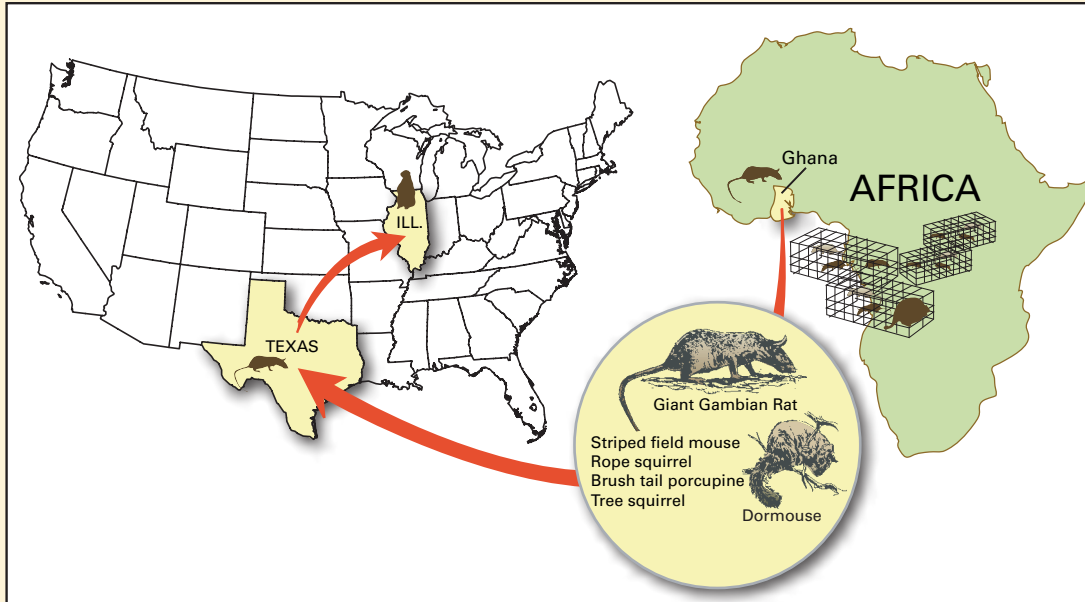 Ghana
AFRICA
ILL.
TEXAS
Giant Gambian Rat
Striped field mouse
Rope squirrel
Brush tail porcupine
Tree squirrel
Dormouse